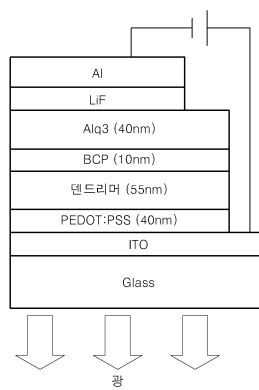 Al
LiF
Alq3 (40nm)
BCP (10nm)
덴드리머 (55nm)
PEDOT:PSS (40nm)
ITO
Glass
광